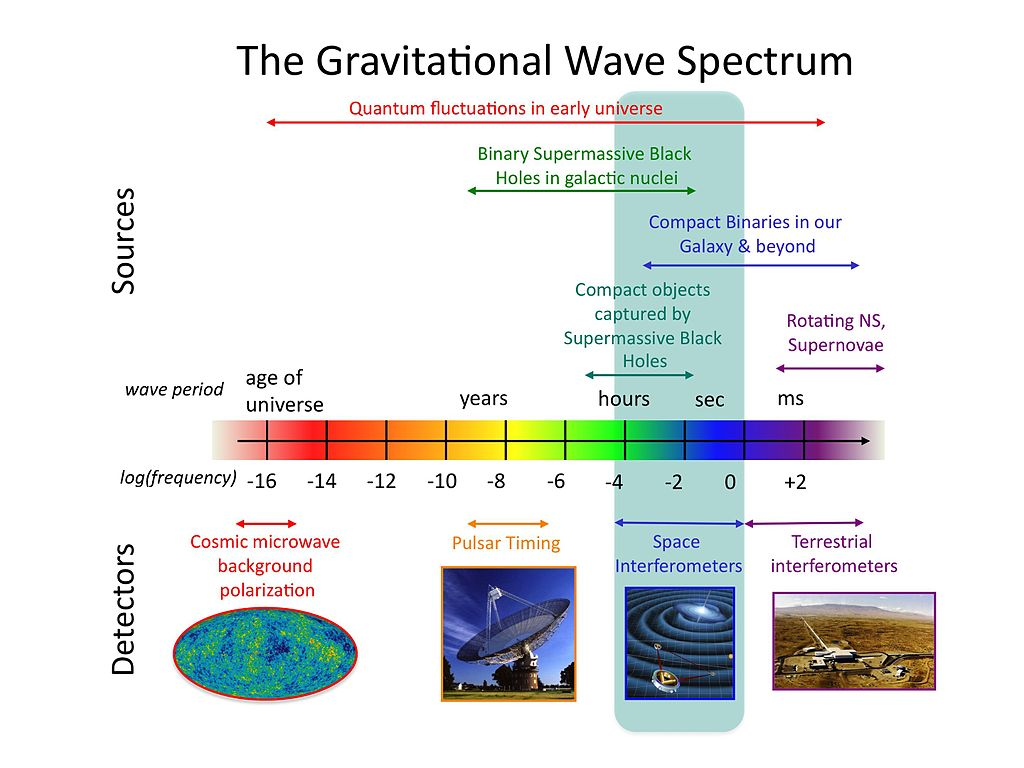 The Gravitational Wave Spectrum
Quantum fluctuations in early universe
Binary Supermassive Black
Holes in galactic nuclei
Compact Binaries in our
Galaxy & beyond
Compact objects
captured by
Supermassive Black
Holes
Rotating NS,
Supernovae
Sources
wave period
age of
universe
years
hours
sec
ms
log(frequency)
-16
-14
-12
-10
-8
-6
-4
-2
0
+2
Detectors
Cosmic microwave
background
polarization
Pulsar Timing
Space
Interferometers
Terrestrial
interferometers